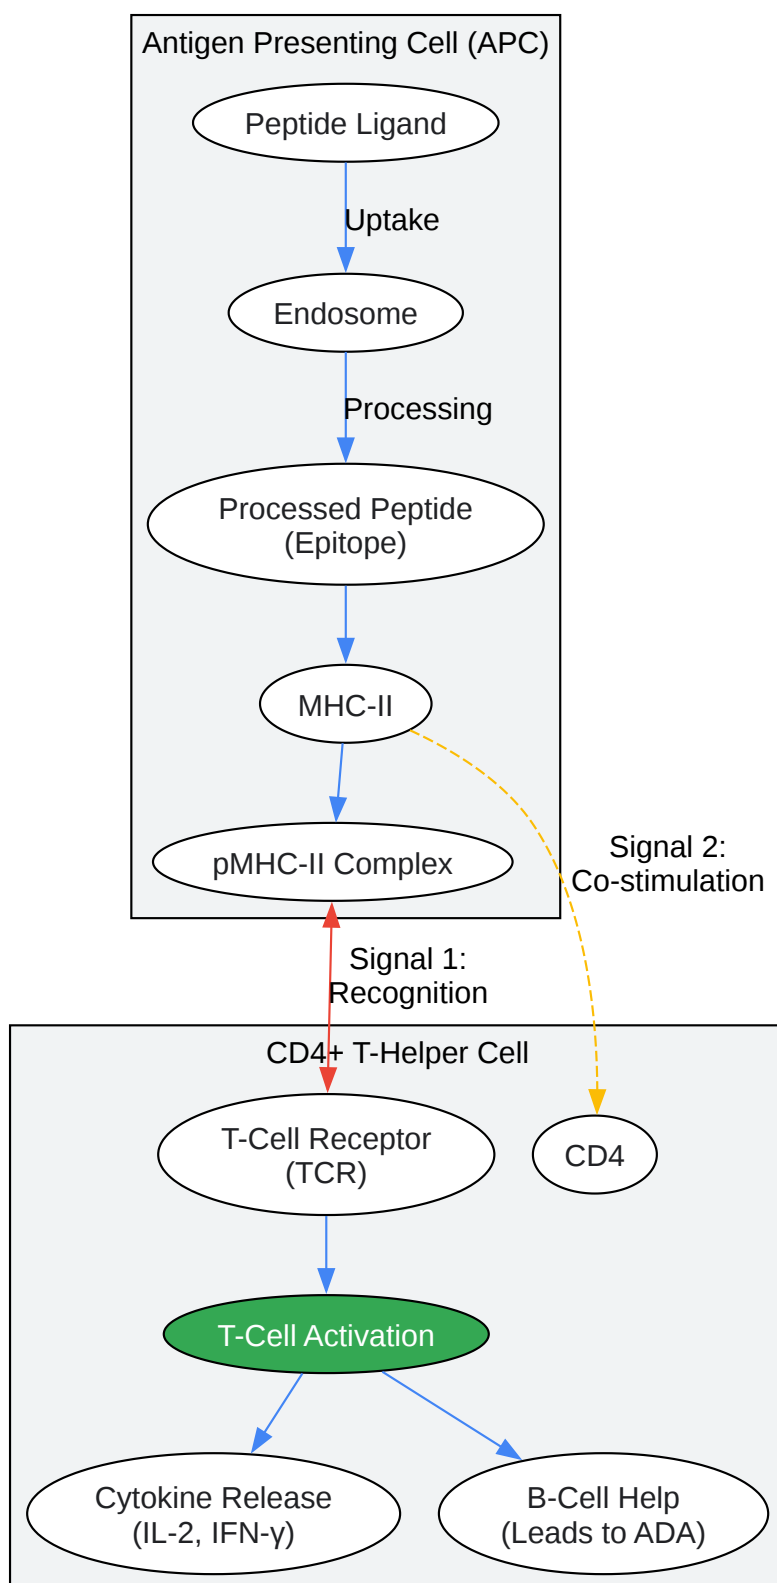 Antigen Presenting Cell (APC)
Peptide Ligand
Uptake
Endosome
Processing
Processed Peptide
(Epitope)
MHC-II
pMHC-II Complex
Signal 2:
Co-stimulation
Signal 1:
Recognition
CD4+ T-Helper Cell
T-Cell Receptor
(TCR)
CD4
T-Cell Activation
Cytokine Release
(IL-2, IFN-γ)
B-Cell Help
(Leads to ADA)